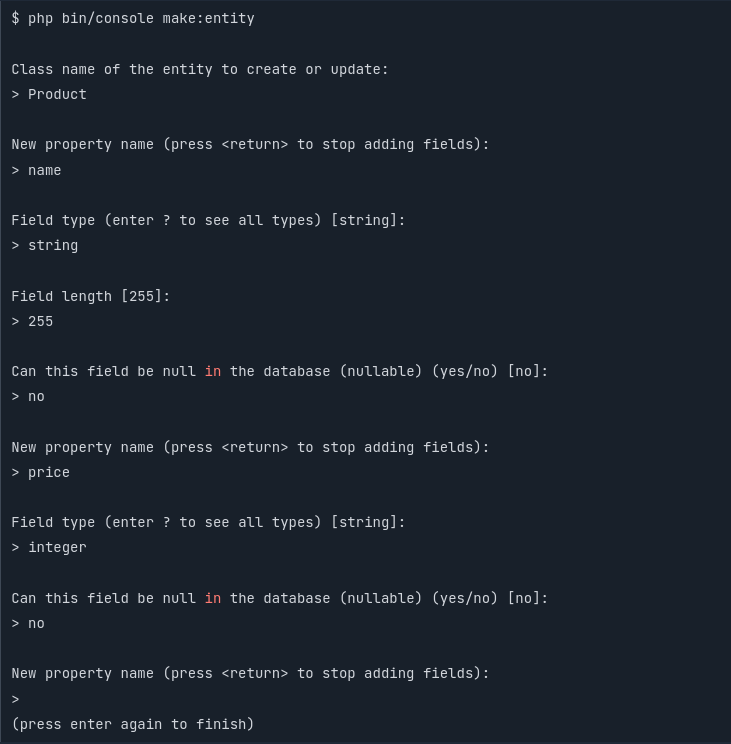 $ php bin/console make:entity
Class name of the entity to create or update:
> Product
New property name (press <return> to stop adding fields):
> name
Field type (enter ? to see all types) [string]:
> string
Field length [255]:
> 255
Can this field be null in the database (nullable) (yes/no) [no]:
> no
New property name (press <return> to stop adding fields):
> price
Field type (enter ? to see all types) [string]:
> integer
Can this field be null in the database (nullable) (yes/no) [no]:
> no
New property name (press <return> to stop adding fields):
>
(press enter again to finish)